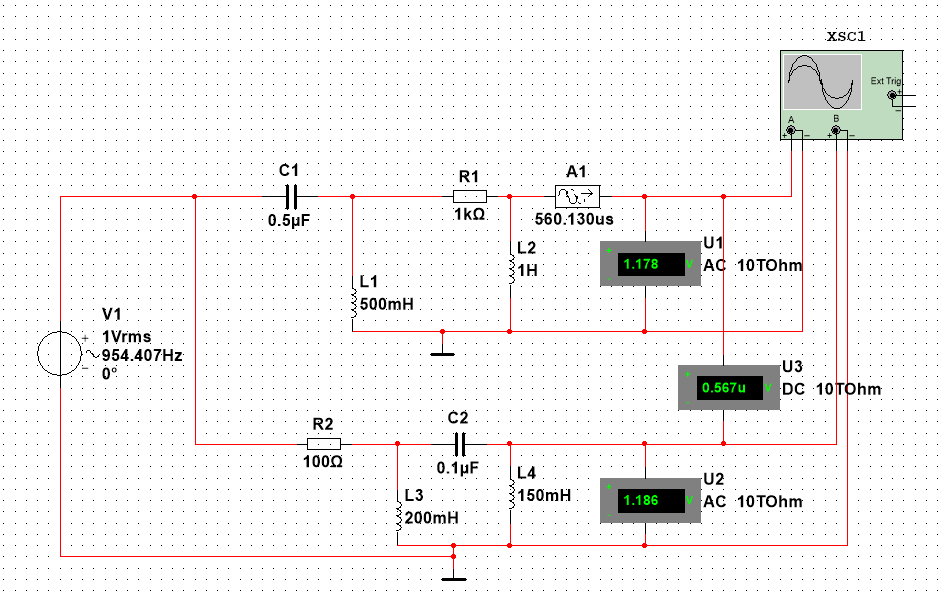 XSC1
Ext Trig
+
−
A
B
+
−
+
−
C1
0.5µF
R1
1kΩ
A1
560.130us
L2
1H
U1
+
1.178
V
AC 10TOhm
L1
500mH
V1
+
1Vrms
954.407Hz
−
0°
U3
+
0.567u
V
DC 10TOhm
R2
100Ω
C2
0.1µF
L4
150mH
U2
+
1.186
V
AC 10TOhm
L3
200mH